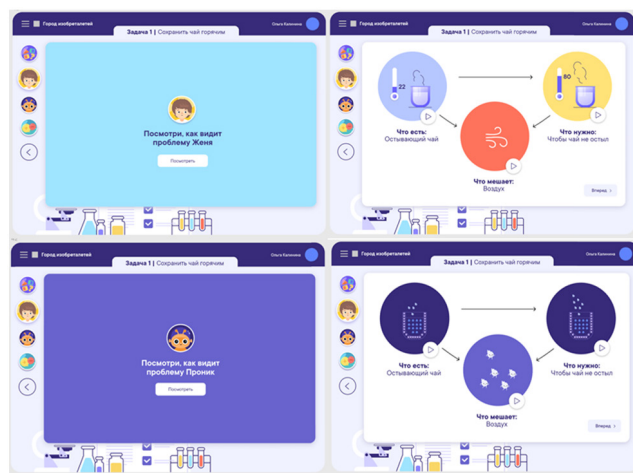 Город изобретателей
Ольга Калинина
Задача 1 | Сохранить чай горячим
Посмотри, как видит
проблему Женя
Посмотреть
Город изобретателей
Ольга Калинина
Задача 1 | Сохранить чай горячим
22
80
Что есть:
Остывающий чай
Что нужно:
Чтобы чай не остыл
Что мешает:
Воздух
Вперед >
Город изобретателей
Ольга Калинина
Задача 1 | Сохранить чай горячим
Посмотри, как видит
проблему Проник
Посмотреть
Город изобретателей
Ольга Калинина
Задача 1 | Сохранить чай горячим
Что есть:
Остывающий чай
Что нужно:
Чтобы чай не остыл
Что мешает:
Воздух
Вперед >